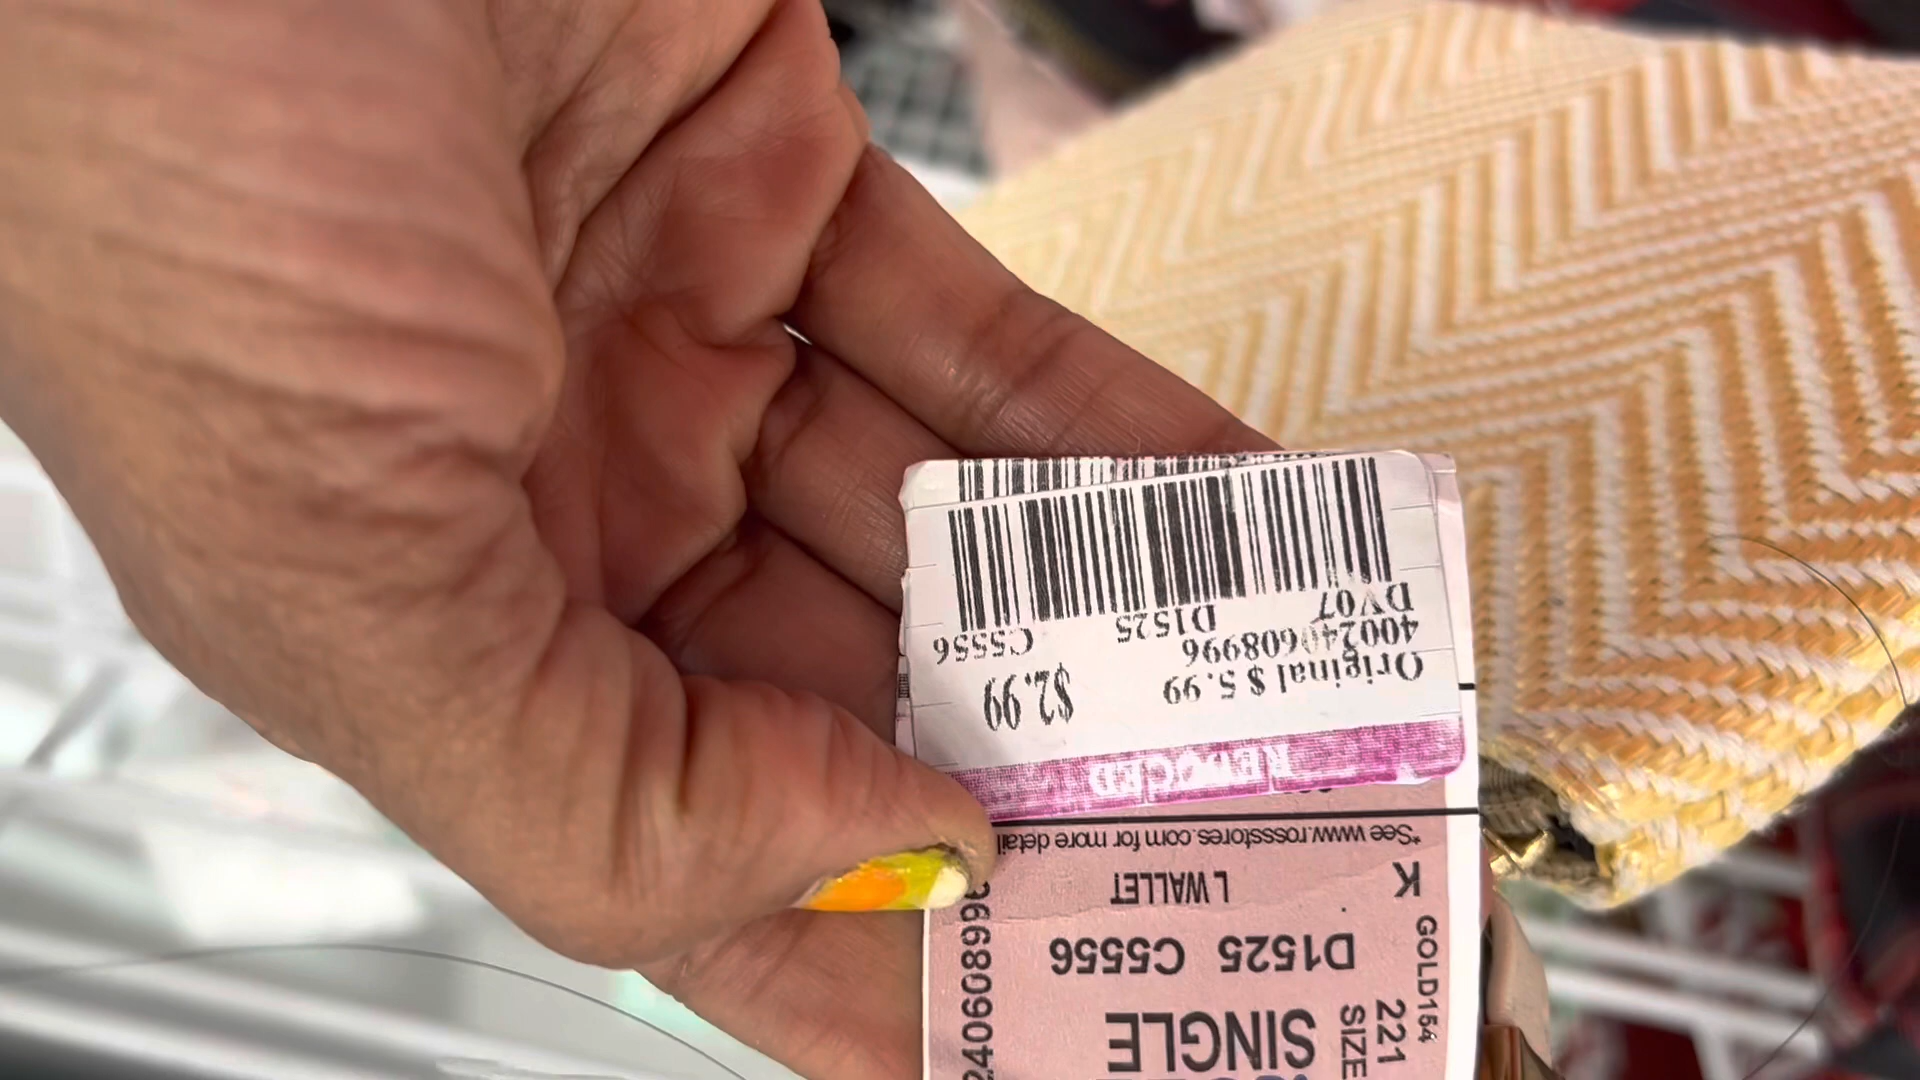 SINGLE
SIZE
221
GOLD154
D1525 C5556
K
L WALLET
*See www.rossstores.com for more detail
REDUCED
Original $ 5.99
$2.99
400240608996
D1525
C5556
DV07